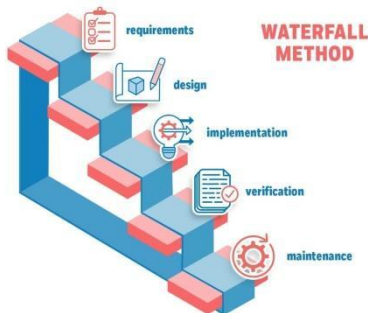 WATERFALL
METHOD
requirements
design
implementation
verification
maintenance